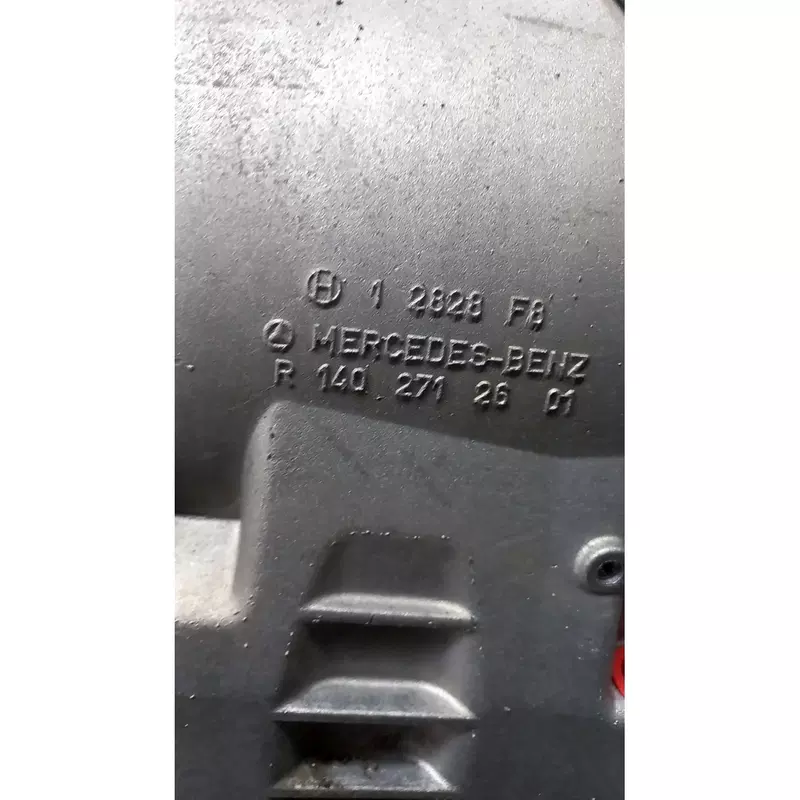 H 1 2828 F8
MERCEDES-BENZ
R 140 271 26 01